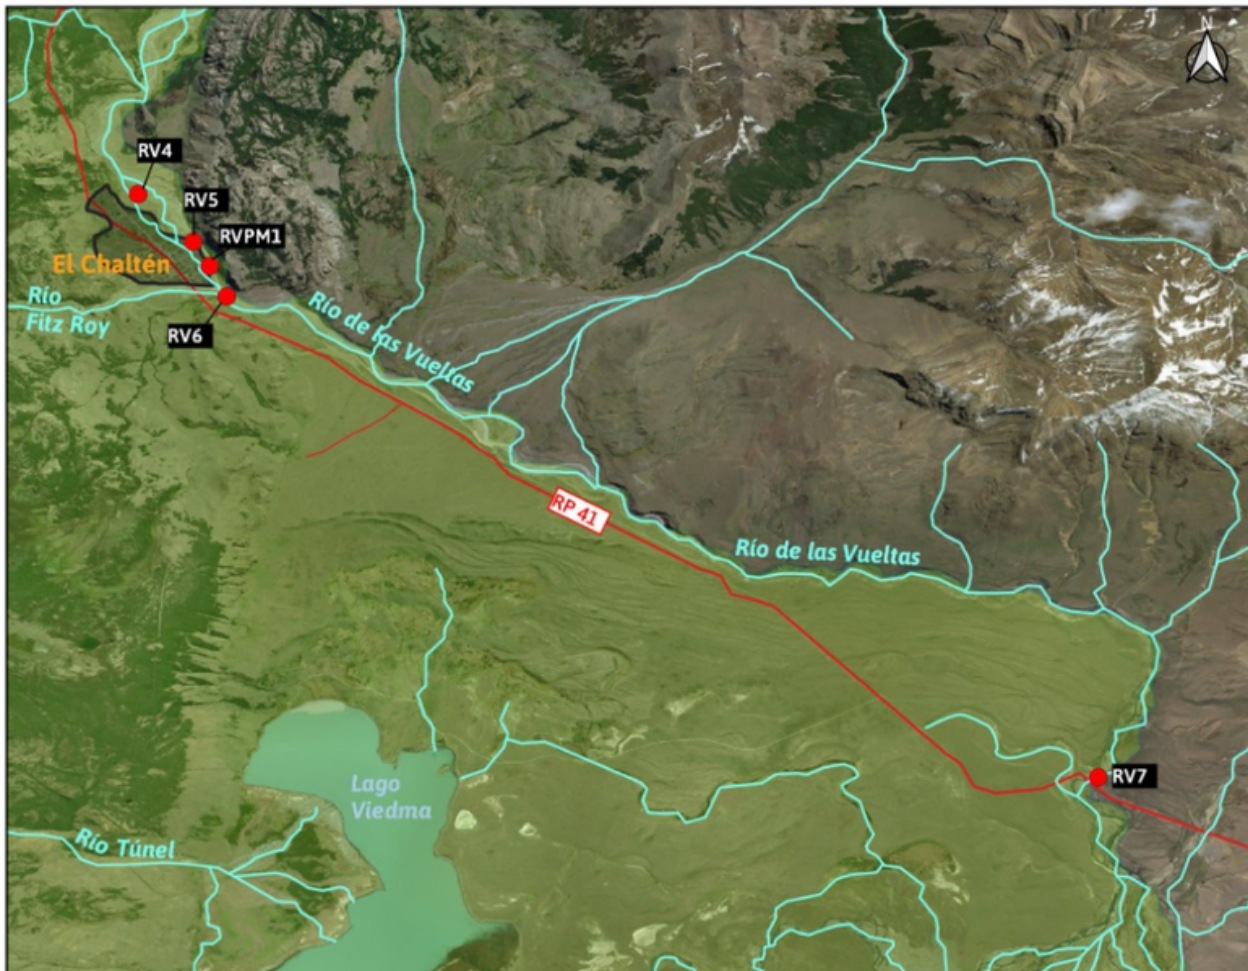 N
RV4
RV5
RVPM1
El Chaltén
Río
Fitz Roy
RV6
Río de las Vueltas
RP 41
Río de las Vueltas
RV7
Lago
Viedma
Río Túnel